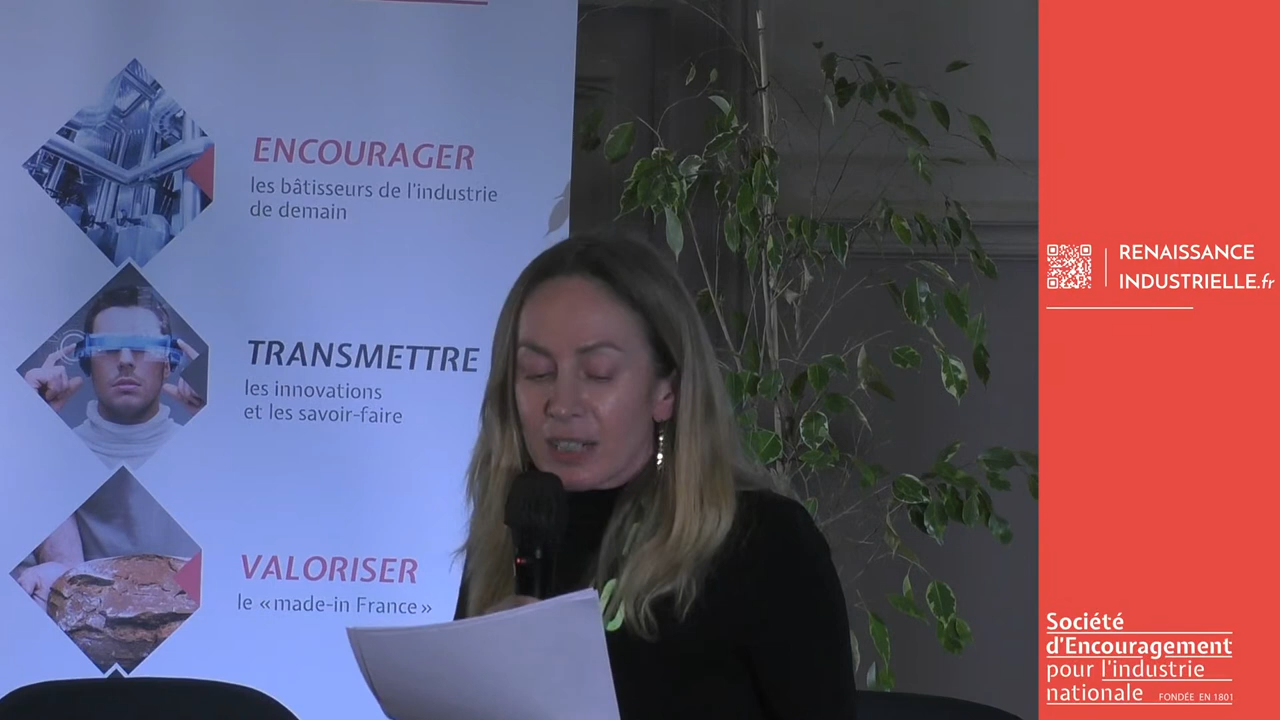 ENCOURAGER
les bâtisseurs de l'industrie
de demain
TRANSMETTRE
les innovations
et les savoir-faire
VALORISER
le «made-in France»
RENAISSANCE
INDUSTRIELLE.fr
Société
d'Encouragement
pour l'industrie
nationale FONDÉE EN 1801